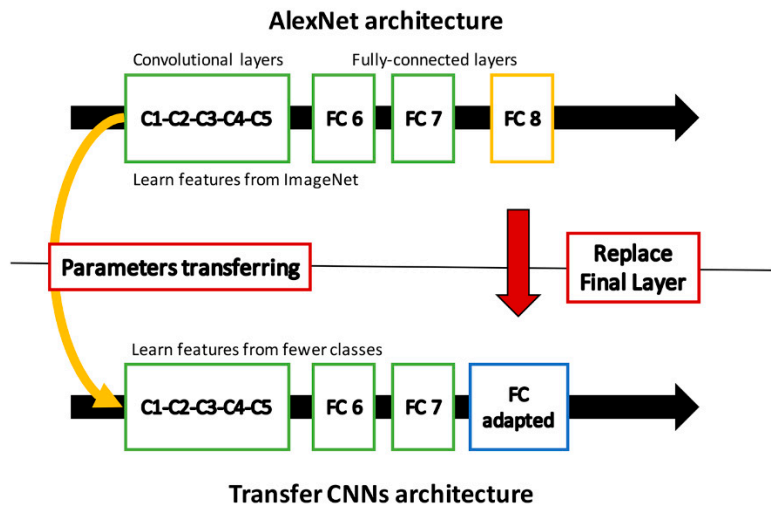 AlexNet architecture
Convolutional layers
Fully-connected layers
C1-C2-C3-C4-C5
FC 6
FC 7
FC 8
Learn features from ImageNet
Parameters transferring
Replace
Final Layer
Learn features from fewer classes
C1-C2-C3-C4-C5
FC 6
FC 7
FC
adapted
Transfer CNNs architecture